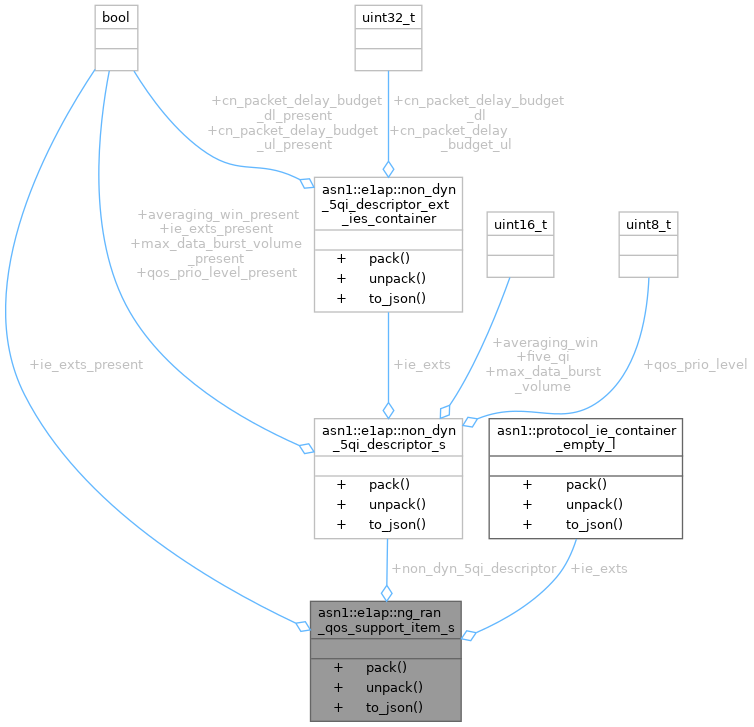 bool
uint32_t
+cn_packet_delay_budget
_dl_present
+cn_packet_delay_budget
_ul_present
+cn_packet_delay_budget
_dl
+cn_packet_delay
_budget_ul
asn1::e1ap::non_dyn
_5qi_descriptor_ext
_ies_container
+ pack()
+ unpack()
+ to_json()
uint16_t
uint8_t
+averaging_win_present
+ie_exts_present
+max_data_burst_volume
_present
+qos_prio_level_present
+ie_exts_present
+ie_exts
+averaging_win
+five_qi
+max_data_burst
_volume
+qos_prio_level
asn1::e1ap::non_dyn
_5qi_descriptor_s
+ pack()
+ unpack()
+ to_json()
asn1::protocol_ie_container
_empty_l
+ pack()
+ unpack()
+ to_json()
+non_dyn_5qi_descriptor
+ie_exts
asn1::e1ap::ng_ran
_qos_support_item_s
+ pack()
+ unpack()
+ to_json()